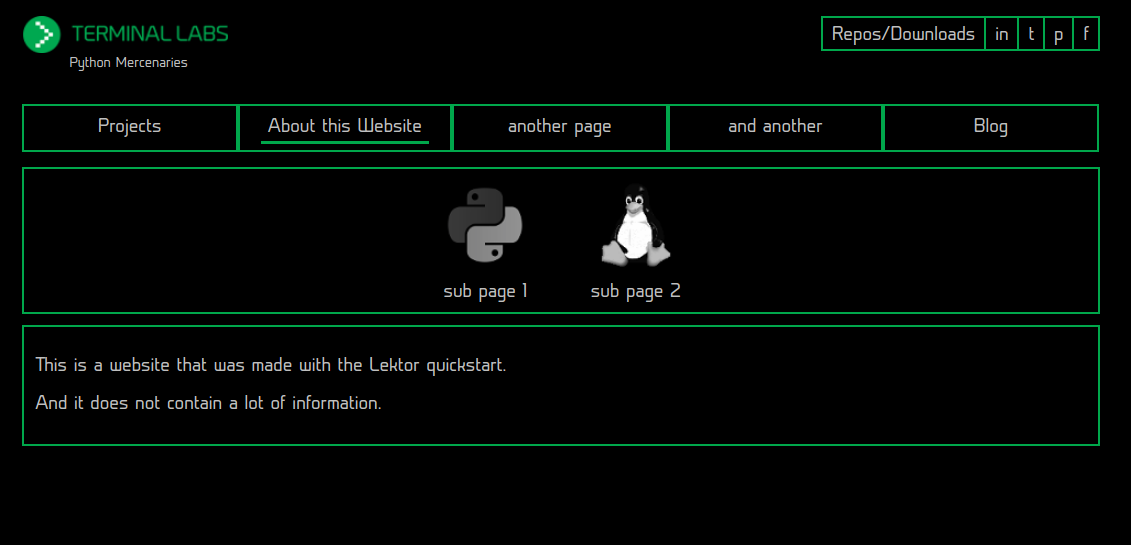 TERMINAL LABS
Python Mercenaries
Repos/Downloads in t p f
Projects About this Website another page and another Blog
sub page 1 sub page 2
This is a website that was made with the Lektor quickstart.
And it does not contain a lot of information.